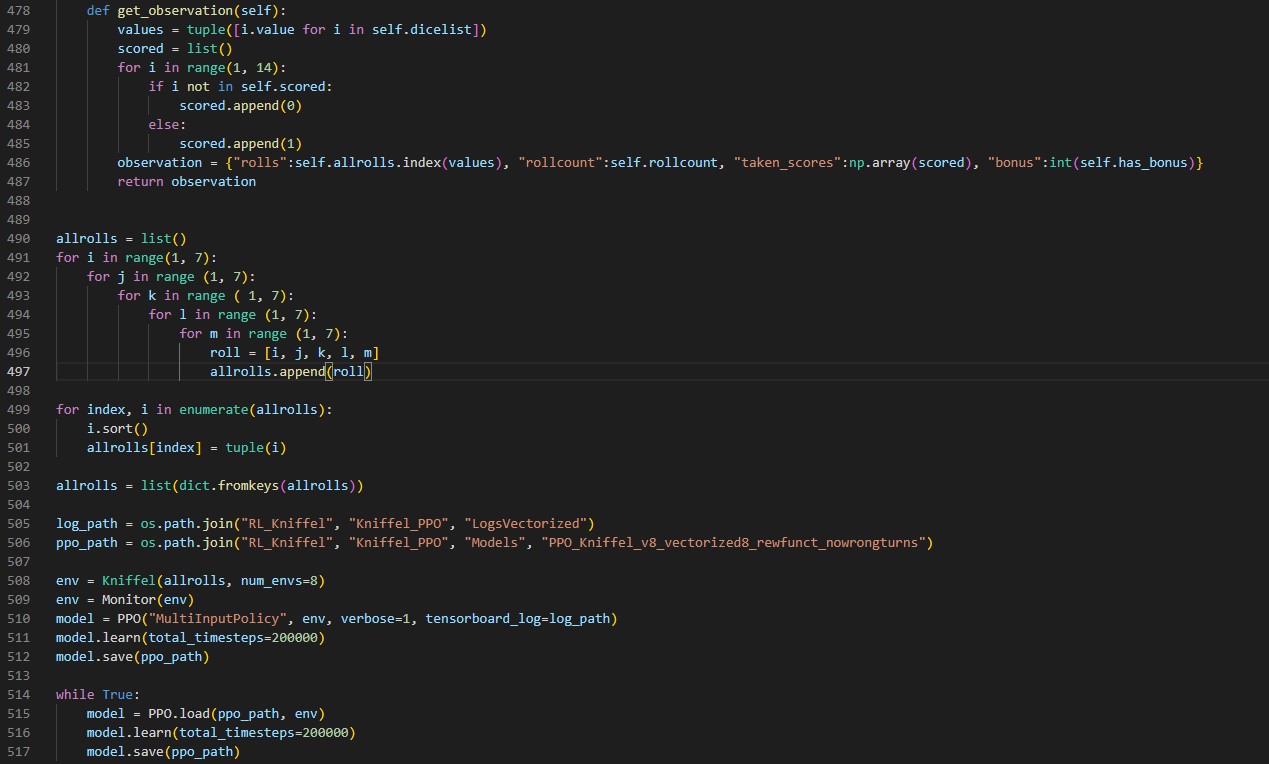 478     def get_observation(self):
479         values = tuple([i.value for i in self.dicelist])
480         scored = list()
481         for i in range(1, 14):
482             if i not in self.scored:
483                 scored.append(0)
484             else:
485                 scored.append(1)
486         observation = {"rolls":self.allrolls.index(values), "rollcount":self.rollcount, "taken_scores":np.array(scored), "bonus":int(self.has_bonus)}
487         return observation
488
489
490 allrolls = list()
491 for i in range(1, 7):
492     for j in range (1, 7):
493         for k in range ( 1, 7):
494             for l in range (1, 7):
495                 for m in range (1, 7):
496                     roll = [i, j, k, l, m]
497                     allrolls.append(roll)
498
499 for index, i in enumerate(allrolls):
500     i.sort()
501     allrolls[index] = tuple(i)
502
503 allrolls = list(dict.fromkeys(allrolls))
504
505 log_path = os.path.join("RL_Kniffel", "Kniffel_PPO", "LogsVectorized")
506 ppo_path = os.path.join("RL_Kniffel", "Kniffel_PPO", "Models", "PPO_Kniffel_v8_vectorized8_rewfunct_nowrongturns")
507
508 env = Kniffel(allrolls, num_envs=8)
509 env = Monitor(env)
510 model = PPO("MultiInputPolicy", env, verbose=1, tensorboard_log=log_path)
511 model.learn(total_timesteps=200000)
512 model.save(ppo_path)
513
514 while True:
515     model = PPO.load(ppo_path, env)
516     model.learn(total_timesteps=200000)
517     model.save(ppo_path)